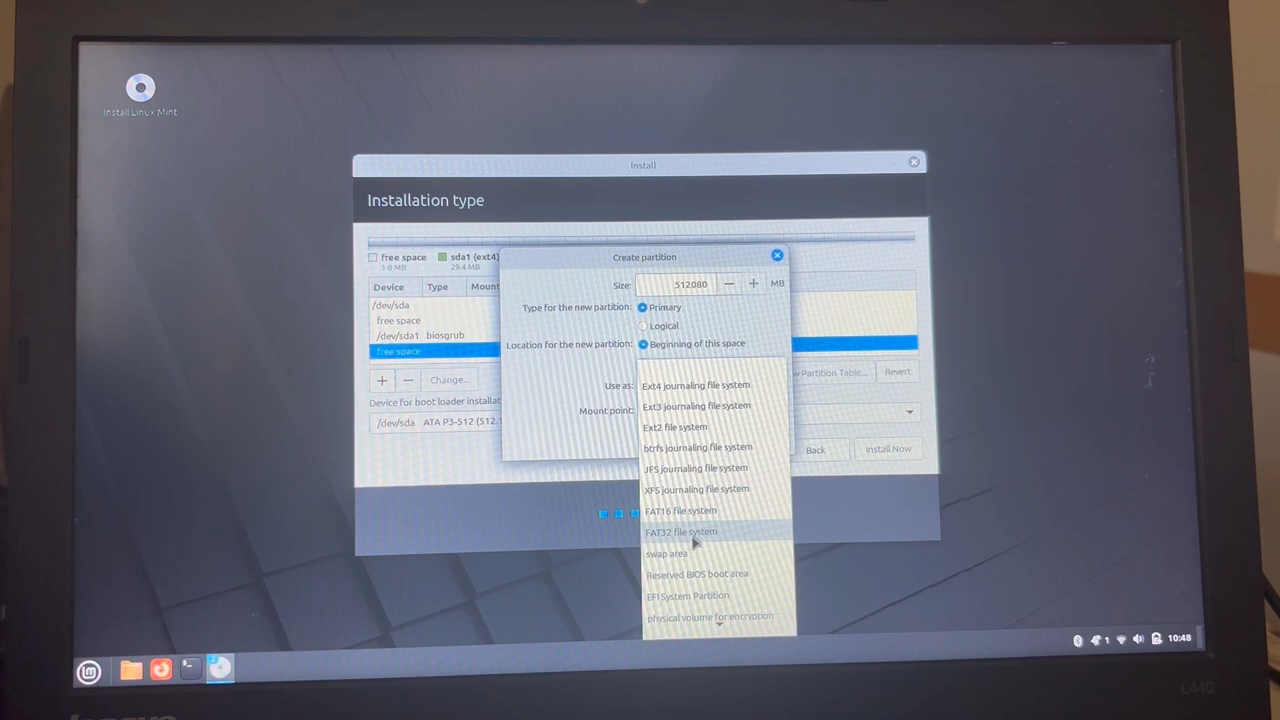 Install Linux Mint
Install
Installation type
free space
1.0 MB
sda1 (ext4)
29.4 MB
Device Type Mount
/dev/sda
free space
/dev/sda1 biosgrub
free space
+ − Change...
Partition Table... Revert
Device for boot loader
/dev/sda ATA P3-512
Back Install Now
Create partition
Size: 512080 − + MB
Type for the new partition: Primary
Logical
Location for the new partition: Beginning of this space
Use as:
Mount point:
Ext4 journaling file system
Ext3 journaling file system
Ext2 file system
btrfs journaling file system
JFS journaling file system
XFS journaling file system
FAT16 file system
FAT32 file system
swap area
Reserved BIOS boot area
EFI System Partition
physical volume for encryption
1 10:48
L440